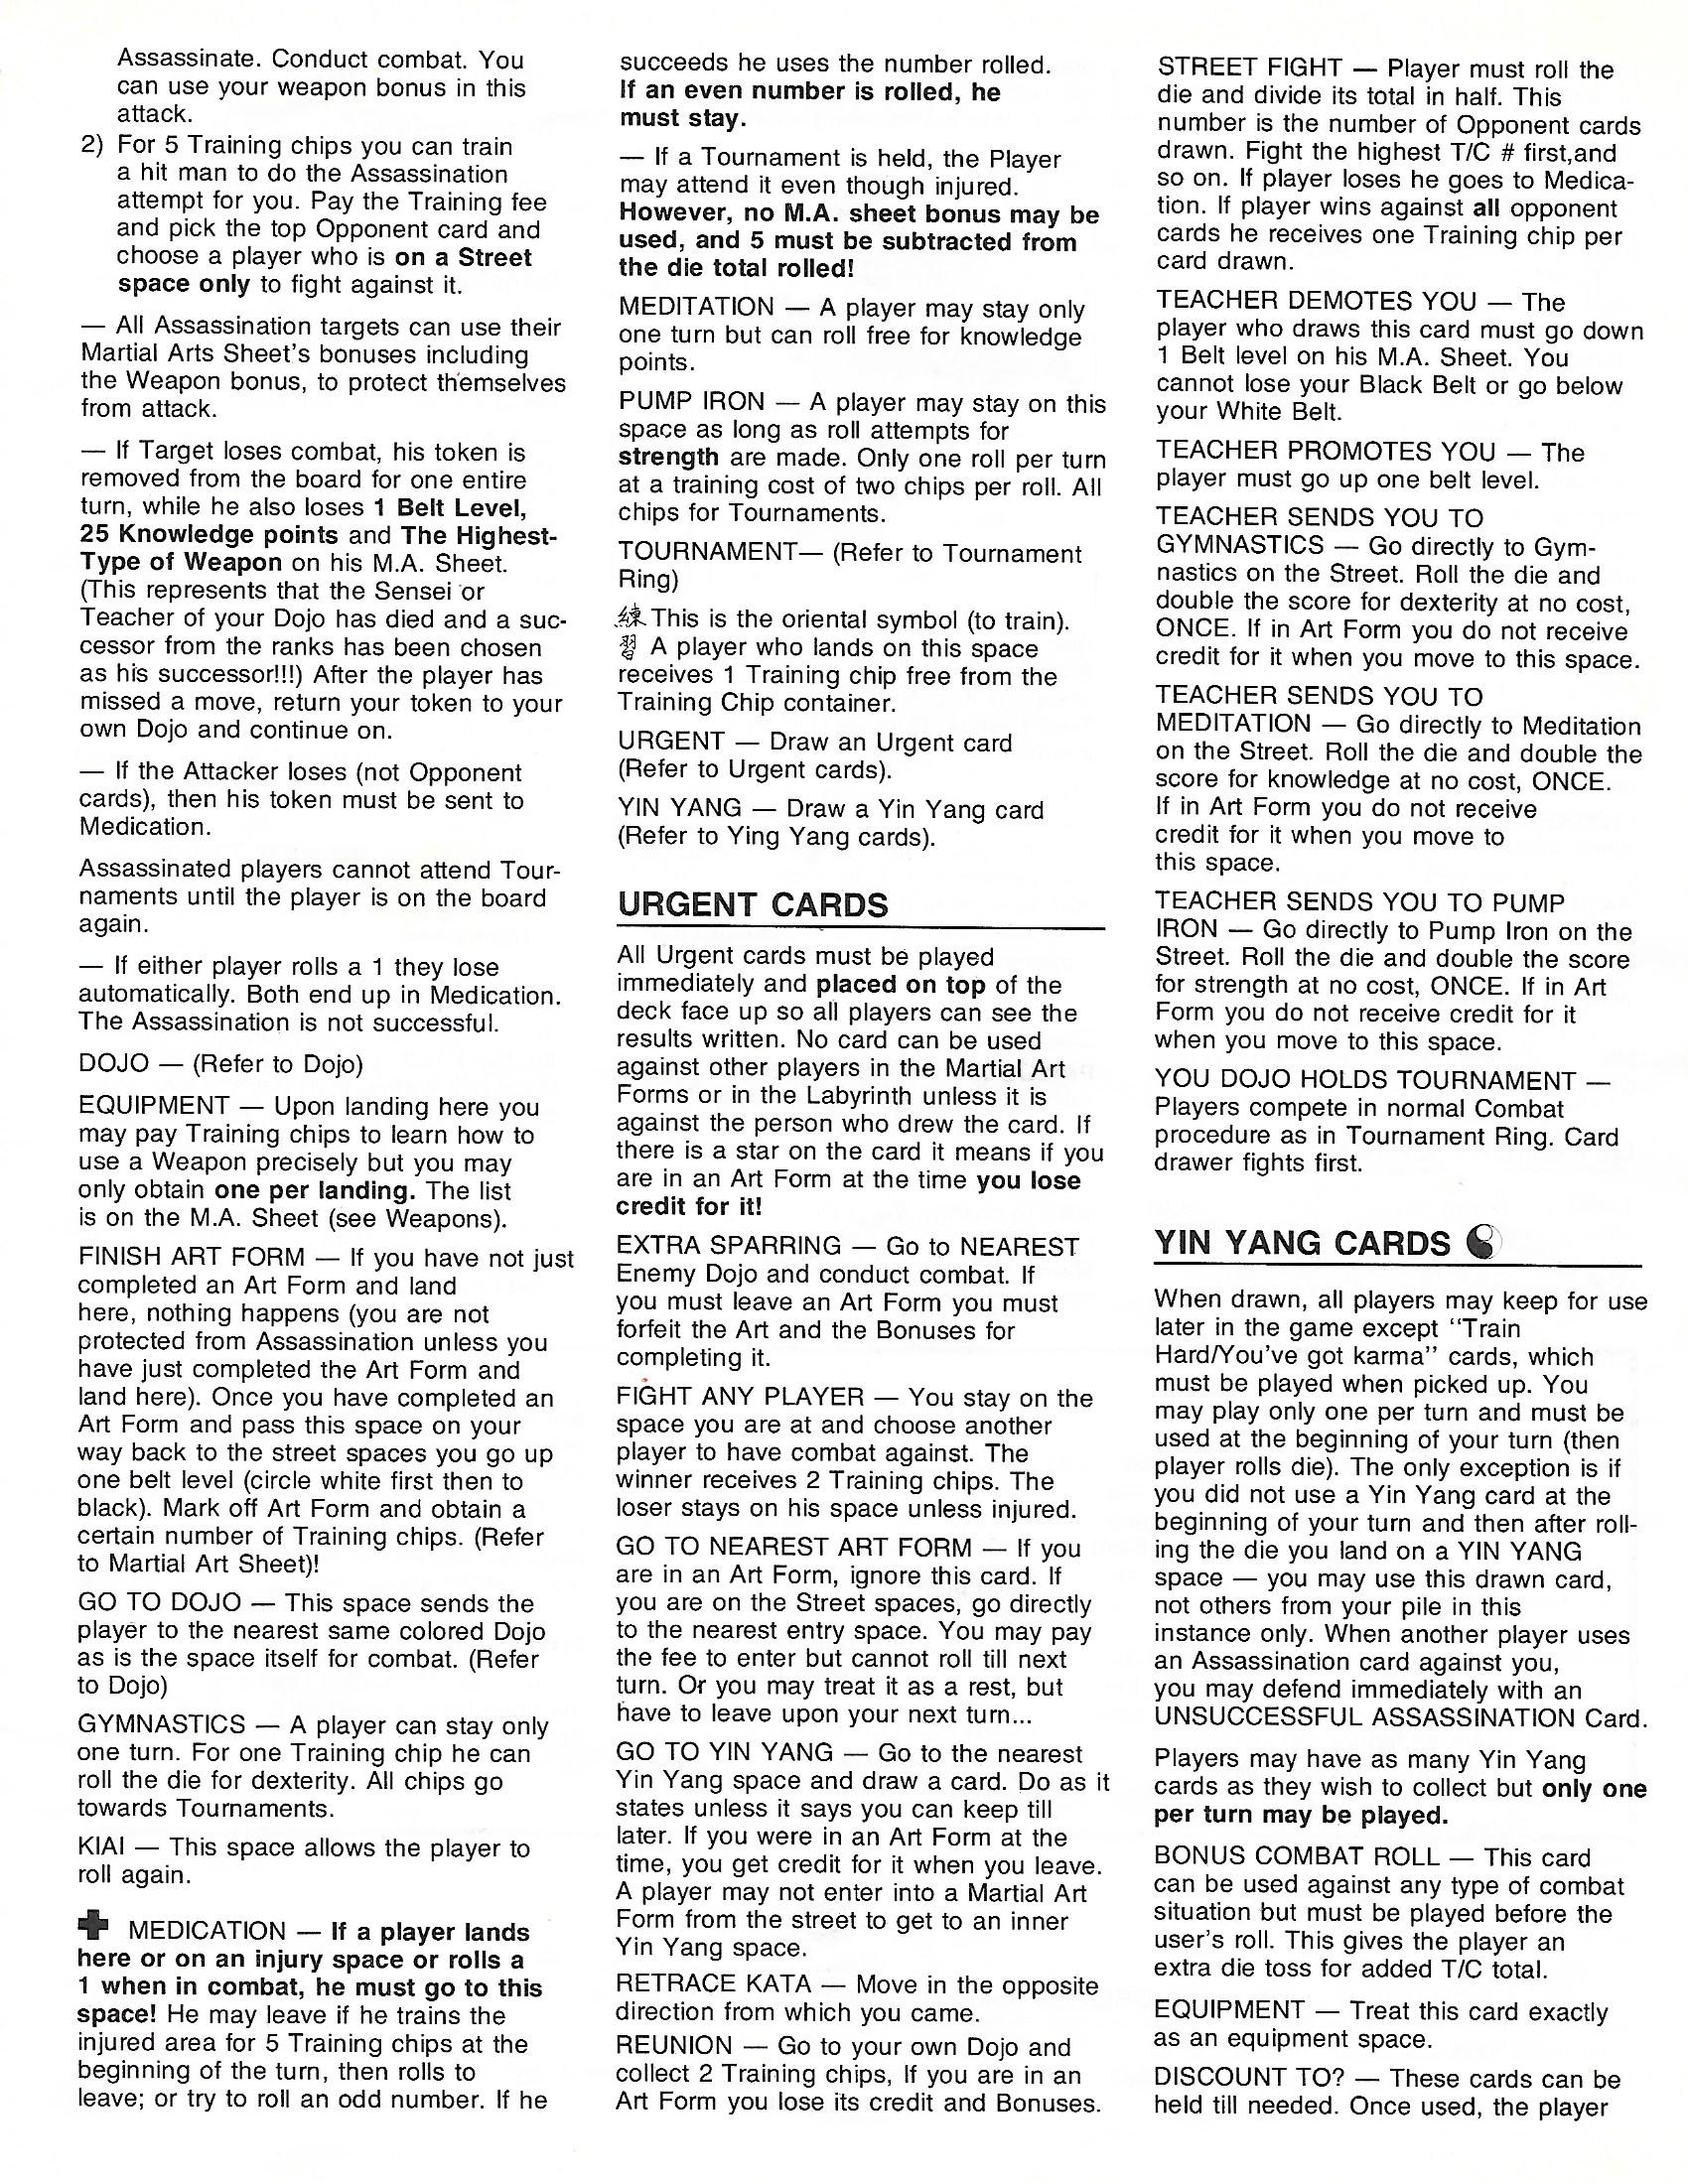 Assassinate. Conduct combat. You
can use your weapon bonus in this
attack.
2) For 5 Training chips you can train
a hit man to do the Assassination
attempt for you. Pay the Training fee
and pick the top Opponent card and
choose a player who is on a Street
space only to fight against it.
— All Assassination targets can use their
Martial Arts Sheet's bonuses including
the Weapon bonus, to protect themselves
from attack.
— If Target loses combat, his token is
removed from the board for one entire
turn, while he also loses 1 Belt Level,
25 Knowledge points and The Highest-
Type of Weapon on his M.A. Sheet.
(This represents that the Sensei or
Teacher of your Dojo has died and a suc-
cessor from the ranks has been chosen
as his successor!!!) After the player has
missed a move, return your token to your
own Dojo and continue on.
— If the Attacker loses (not Opponent
cards), then his token must be sent to
Medication.
Assassinated players cannot attend Tour-
naments until the player is on the board
again.
— If either player rolls a 1 they lose
automatically. Both end up in Medication.
The Assassination is not successful.
DOJO — (Refer to Dojo)
EQUIPMENT — Upon landing here you
may pay Training chips to learn how to
use a Weapon precisely but you may
only obtain one per landing. The list
is on the M.A. Sheet (see Weapons).
FINISH ART FORM — If you have not just
completed an Art Form and land
here, nothing happens (you are not
protected from Assassination unless you
have just completed the Art Form and
land here). Once you have completed an
Art Form and pass this space on your
way back to the street spaces you go up
one belt level (circle white first then to
black). Mark off Art Form and obtain a
certain number of Training chips. (Refer
to Martial Art Sheet)!
GO TO DOJO — This space sends the
player to the nearest same colored Dojo
as is the space itself for combat. (Refer
to Dojo)
GYMNASTICS — A player can stay only
one turn. For one Training chip he can
roll the die for dexterity. All chips go
towards Tournaments.
KIAI — This space allows the player to
roll again.
MEDICATION — If a player lands
here or on an injury space or rolls a
1 when in combat, he must go to this
space! He may leave if he trains the
injured area for 5 Training chips at the
beginning of the turn, then rolls to
leave; or try to roll an odd number. If he
succeeds he uses the number rolled.
If an even number is rolled, he
must stay.
— If a Tournament is held, the Player
may attend it even though injured.
However, no M.A. sheet bonus may be
used, and 5 must be subtracted from
the die total rolled!
MEDITATION — A player may stay only
one turn but can roll free for knowledge
points.
PUMP IRON — A player may stay on this
space as long as roll attempts for
strength are made. Only one roll per turn
at a training cost of two chips per roll. All
chips for Tournaments.
TOURNAMENT— (Refer to Tournament
Ring)
練 This is the oriental symbol (to train).
習 A player who lands on this space
receives 1 Training chip free from the
Training Chip container.
URGENT — Draw an Urgent card
(Refer to Urgent cards).
YIN YANG — Draw a Yin Yang card
(Refer to Ying Yang cards).
URGENT CARDS
All Urgent cards must be played
immediately and placed on top of the
deck face up so all players can see the
results written. No card can be used
against other players in the Martial Art
Forms or in the Labyrinth unless it is
against the person who drew the card. If
there is a star on the card it means if you
are in an Art Form at the time you lose
credit for it!
EXTRA SPARRING — Go to NEAREST
Enemy Dojo and conduct combat. If
you must leave an Art Form you must
forfeit the Art and the Bonuses for
completing it.
FIGHT ANY PLAYER — You stay on the
space you are at and choose another
player to have combat against. The
winner receives 2 Training chips. The
loser stays on his space unless injured.
GO TO NEAREST ART FORM — If you
are in an Art Form, ignore this card. If
you are on the Street spaces, go directly
to the nearest entry space. You may pay
the fee to enter but cannot roll till next
turn. Or you may treat it as a rest, but
have to leave upon your next turn...
GO TO YIN YANG — Go to the nearest
Yin Yang space and draw a card. Do as it
states unless it says you can keep till
later. If you were in an Art Form at the
time, you get credit for it when you leave.
A player may not enter into a Martial Art
Form from the street to get to an inner
Yin Yang space.
RETRACE KATA — Move in the opposite
direction from which you came.
REUNION — Go to your own Dojo and
collect 2 Training chips, If you are in an
Art Form you lose its credit and Bonuses.
STREET FIGHT — Player must roll the
die and divide its total in half. This
number is the number of Opponent cards
drawn. Fight the highest T/C # first,and
so on. If player loses he goes to Medica-
tion. If player wins against all opponent
cards he receives one Training chip per
card drawn.
TEACHER DEMOTES YOU — The
player who draws this card must go down
1 Belt level on his M.A. Sheet. You
cannot lose your Black Belt or go below
your White Belt.
TEACHER PROMOTES YOU — The
player must go up one belt level.
TEACHER SENDS YOU TO
GYMNASTICS — Go directly to Gym-
nastics on the Street. Roll the die and
double the score for dexterity at no cost,
ONCE. If in Art Form you do not receive
credit for it when you move to this space.
TEACHER SENDS YOU TO
MEDITATION — Go directly to Meditation
on the Street. Roll the die and double the
score for knowledge at no cost, ONCE.
If in Art Form you do not receive
credit for it when you move to
this space.
TEACHER SENDS YOU TO PUMP
IRON — Go directly to Pump Iron on the
Street. Roll the die and double the score
for strength at no cost, ONCE. If in Art
Form you do not receive credit for it
when you move to this space.
YOU DOJO HOLDS TOURNAMENT —
Players compete in normal Combat
procedure as in Tournament Ring. Card
drawer fights first.
YIN YANG CARDS
When drawn, all players may keep for use
later in the game except "Train
Hard/You've got karma" cards, which
must be played when picked up. You
may play only one per turn and must be
used at the beginning of your turn (then
player rolls die). The only exception is if
you did not use a Yin Yang card at the
beginning of your turn and then after roll-
ing the die you land on a YIN YANG
space — you may use this drawn card,
not others from your pile in this
instance only. When another player uses
an Assassination card against you,
you may defend immediately with an
UNSUCCESSFUL ASSASSINATION Card.
Players may have as many Yin Yang
cards as they wish to collect but only one
per turn may be played.
BONUS COMBAT ROLL — This card
can be used against any type of combat
situation but must be played before the
user's roll. This gives the player an
extra die toss for added T/C total.
EQUIPMENT — Treat this card exactly
as an equipment space.
DISCOUNT TO? — These cards can be
held till needed. Once used, the player